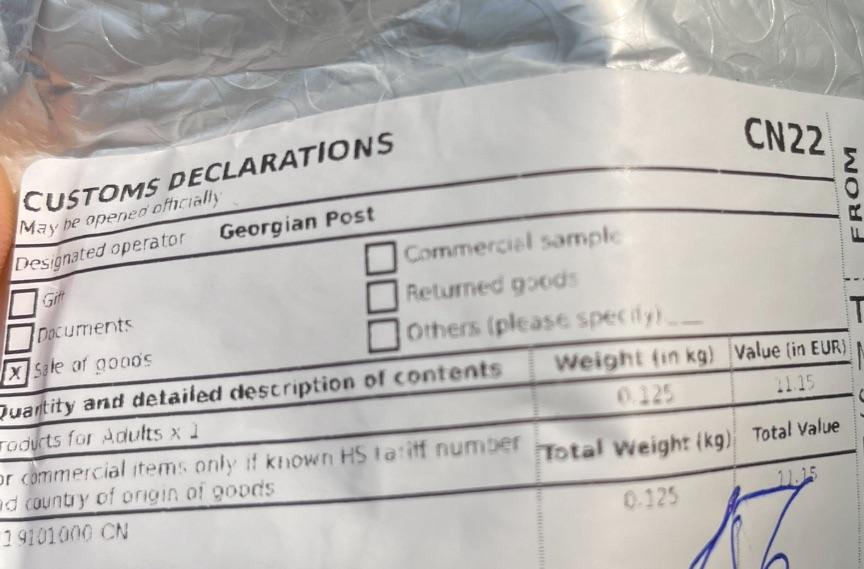 CUSTOMS DECLARATIONS
CN22
May be opened officially
Designated operator Georgian Post
Gift
Commercial sample
Documents
Returned goods
X Sale of goods
Others (please specify)___
Quantity and detailed description of contents
Weight (in kg)
Value (in EUR)
roducts for Adults x 1
0.125
11.15
or commercial items only if known HS tariff number
nd country of origin of goods
Total Weight (kg)
Total Value
19101000 CN
0.125
11.15
FROM